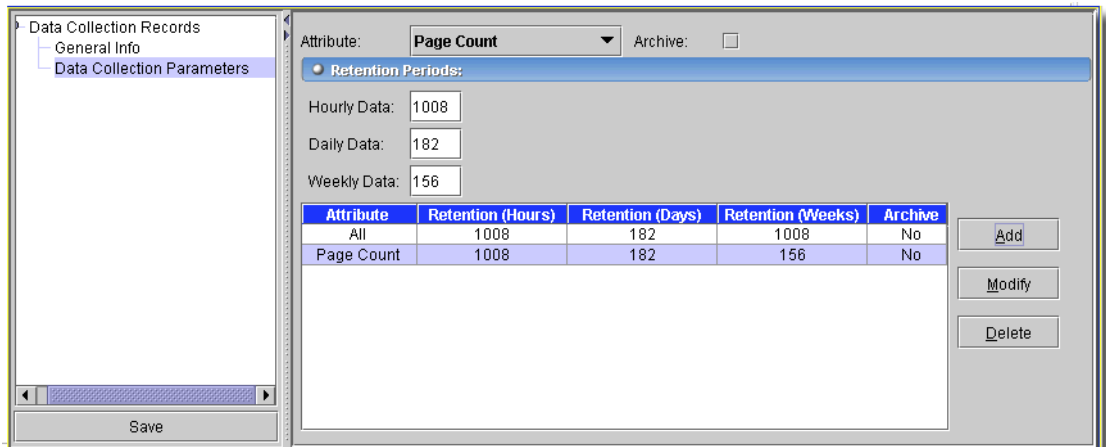 Data Collection Records
General Info
Data Collection Parameters
Save
Attribute: Page Count Archive:
Retention Periods:
Hourly Data: 1008
Daily Data: 182
Weekly Data: 156
Attribute Retention (Hours) Retention (Days) Retention (Weeks) Archive
All 1008 182 1008 No
Page Count 1008 182 156 No
Add
Modify
Delete